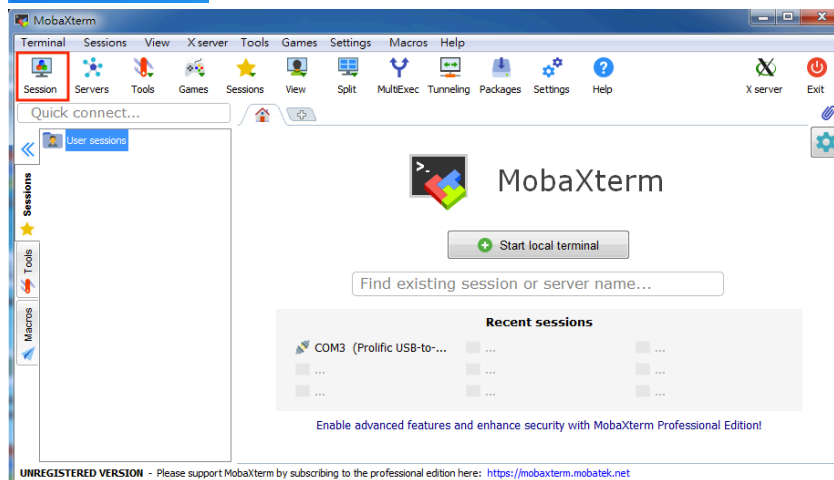 MobaXterm
Terminal Sessions View X server Tools Games Settings Macros Help
Session Servers Tools Games Sessions View Split MultiExec Tunneling Packages Settings Help X server Exit
Quick connect...
User sessions
Sessions
Tools
Macros
>_
MobaXterm
Start local terminal
Find existing session or server name...
Recent sessions
COM3 (Prolific USB-to-... ... ...
... ... ...
... ... ...
Enable advanced features and enhance security with MobaXterm Professional Edition!
UNREGISTERED VERSION - Please support MobaXterm by subscribing to the professional edition here: https://mobaxterm.mobatek.net